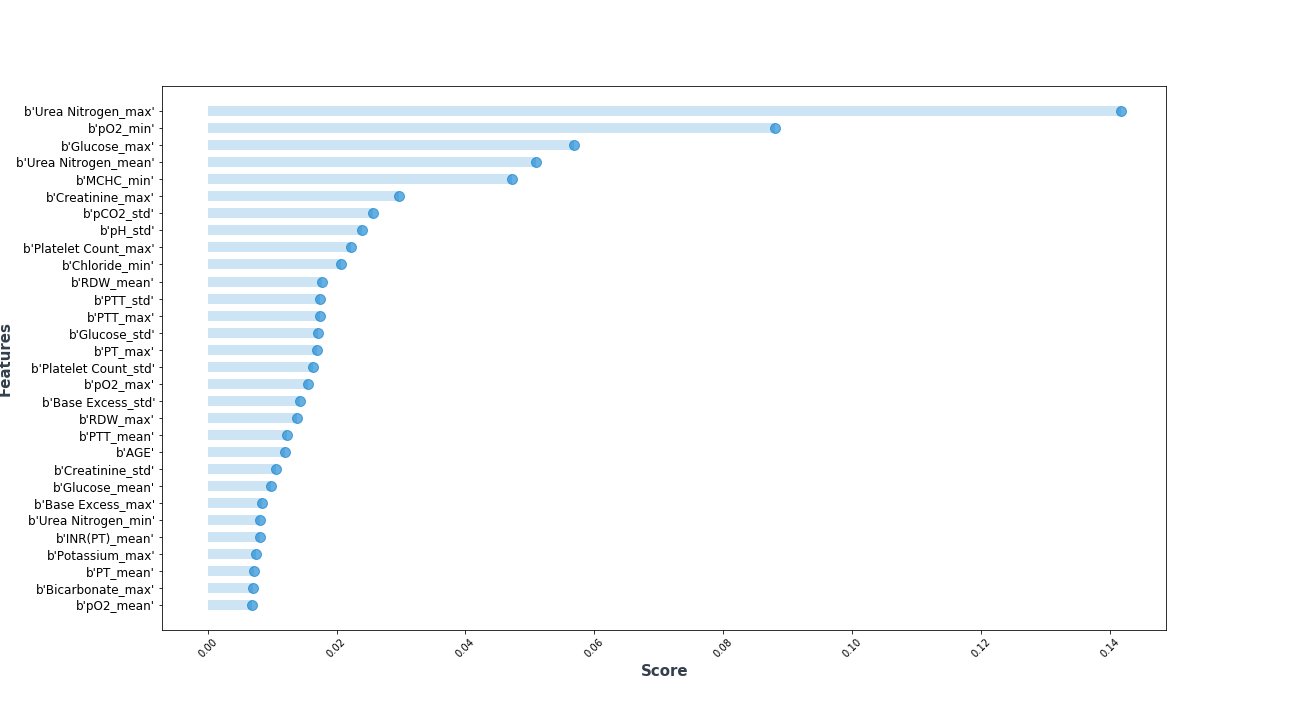 b'Urea Nitrogen_max'
b'pO2_min'
b'Glucose_max'
b'Urea Nitrogen_mean'
b'MCHC_min'
b'Creatinine_max'
b'pCO2_std'
b'pH_std'
b'Platelet Count_max'
b'Chloride_min'
b'RDW_mean'
b'PTT_std'
b'PTT_max'
b'Glucose_std'
b'PT_max'
b'Platelet Count_std'
b'pO2_max'
b'Base Excess_std'
b'RDW_max'
b'PTT_mean'
b'AGE'
b'Creatinine_std'
b'Glucose_mean'
b'Base Excess_max'
b'Urea Nitrogen_min'
b'INR(PT)_mean'
b'Potassium_max'
b'PT_mean'
b'Bicarbonate_max'
b'pO2_mean'
Features
0.00 0.02 0.04 0.06 0.08 0.10 0.12 0.14
Score